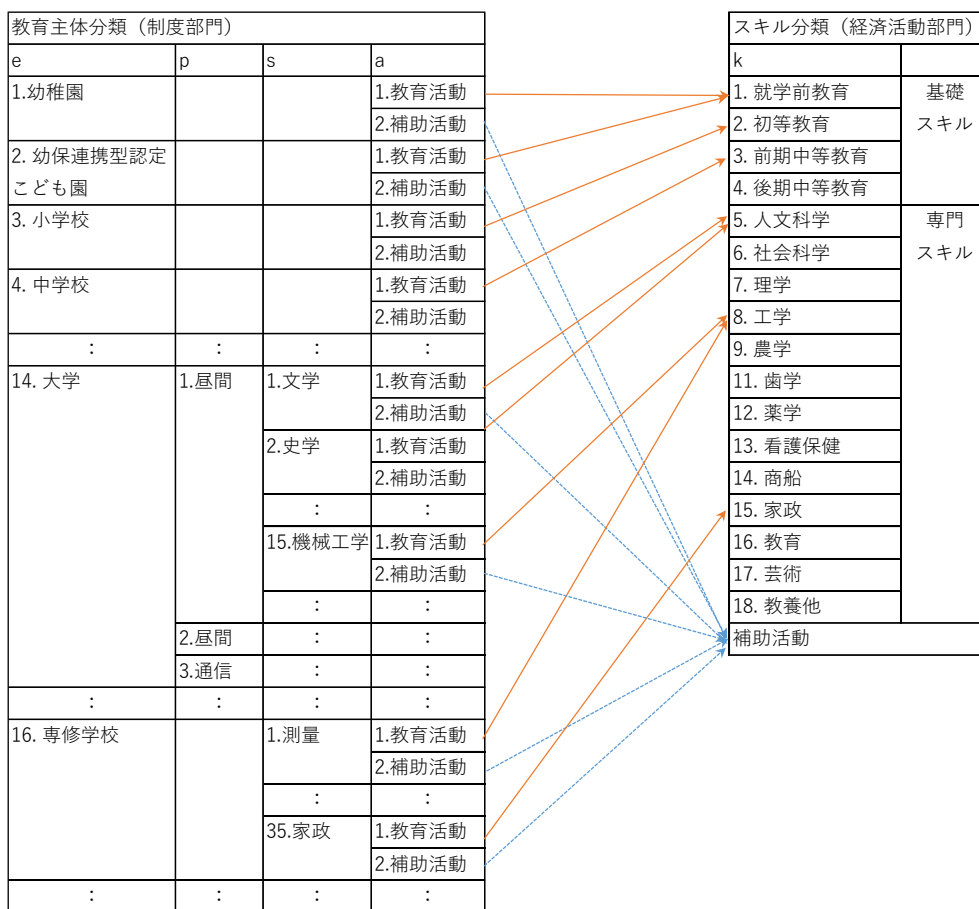 教育主体分類（制度部門）
e p s a
1.幼稚園 1.教育活動
2.補助活動
2. 幼保連携型認定 1.教育活動
こども園 2.補助活動
3. 小学校 1.教育活動
2.補助活動
4. 中学校 1.教育活動
2.補助活動
： ： ： ：
14. 大学 1.昼間 1.文学 1.教育活動
2.補助活動
2.史学 1.教育活動
2.補助活動
： ：
15.機械工学 1.教育活動
2.補助活動
： ：
2.昼間 ： ：
3.通信 ： ：
： ： ： ：
16. 専修学校 1.測量 1.教育活動
2.補助活動
： ：
35.家政 1.教育活動
2.補助活動
： ： ： ：
スキル分類（経済活動部門）
k
1. 就学前教育 基礎
2. 初等教育 スキル
3. 前期中等教育
4. 後期中等教育
5. 人文科学 専門
6. 社会科学 スキル
7. 理学
8. 工学
9. 農学
11. 歯学
12. 薬学
13. 看護保健
14. 商船
15. 家政
16. 教育
17. 芸術
18. 教養他
補助活動